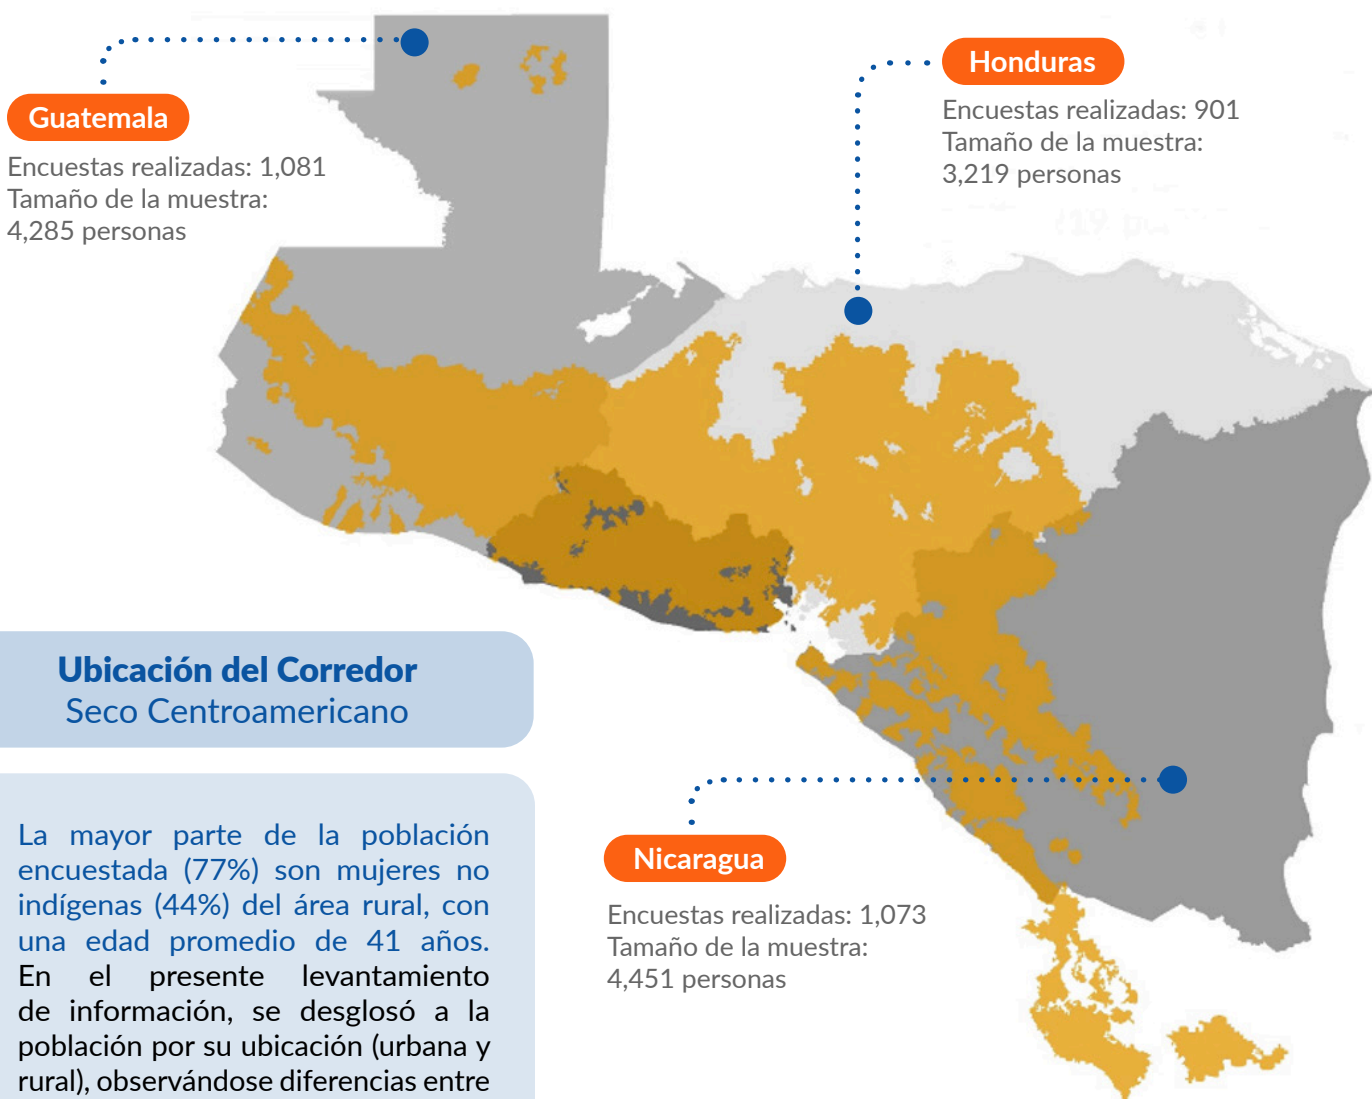 Guatemala
Encuestas realizadas: 1,081
Tamaño de la muestra:
4,285 personas
Honduras
Encuestas realizadas: 901
Tamaño de la muestra:
3,219 personas
Ubicación del Corredor
Seco Centroamericano
La mayor parte de la población
encuestada (77%) son mujeres no
indígenas (44%) del área rural, con
una edad promedio de 41 años.
En el presente levantamiento
de información, se desglosó a la
población por su ubicación (urbana y
rural), observándose diferencias entre
Nicaragua
Encuestas realizadas: 1,073
Tamaño de la muestra:
4,451 personas